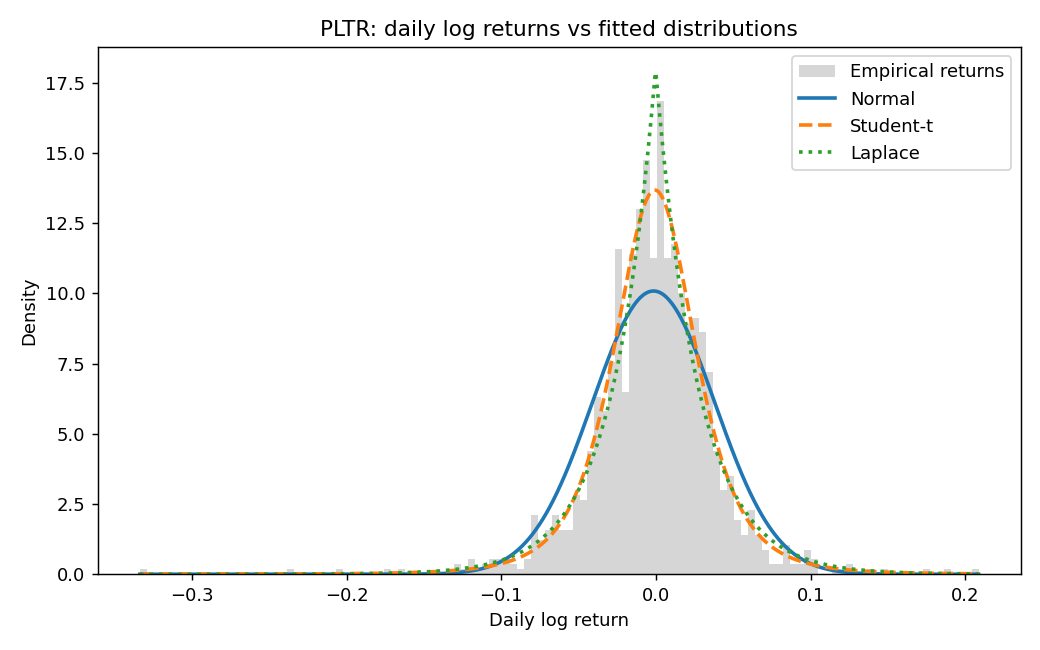 PLTR: daily log returns vs fitted distributions
Empirical returns
Normal
Student-t
Laplace
17.5
15.0
12.5
10.0
7.5
5.0
2.5
0.0
Density
−0.3
−0.2
−0.1
0.0
0.1
0.2
Daily log return